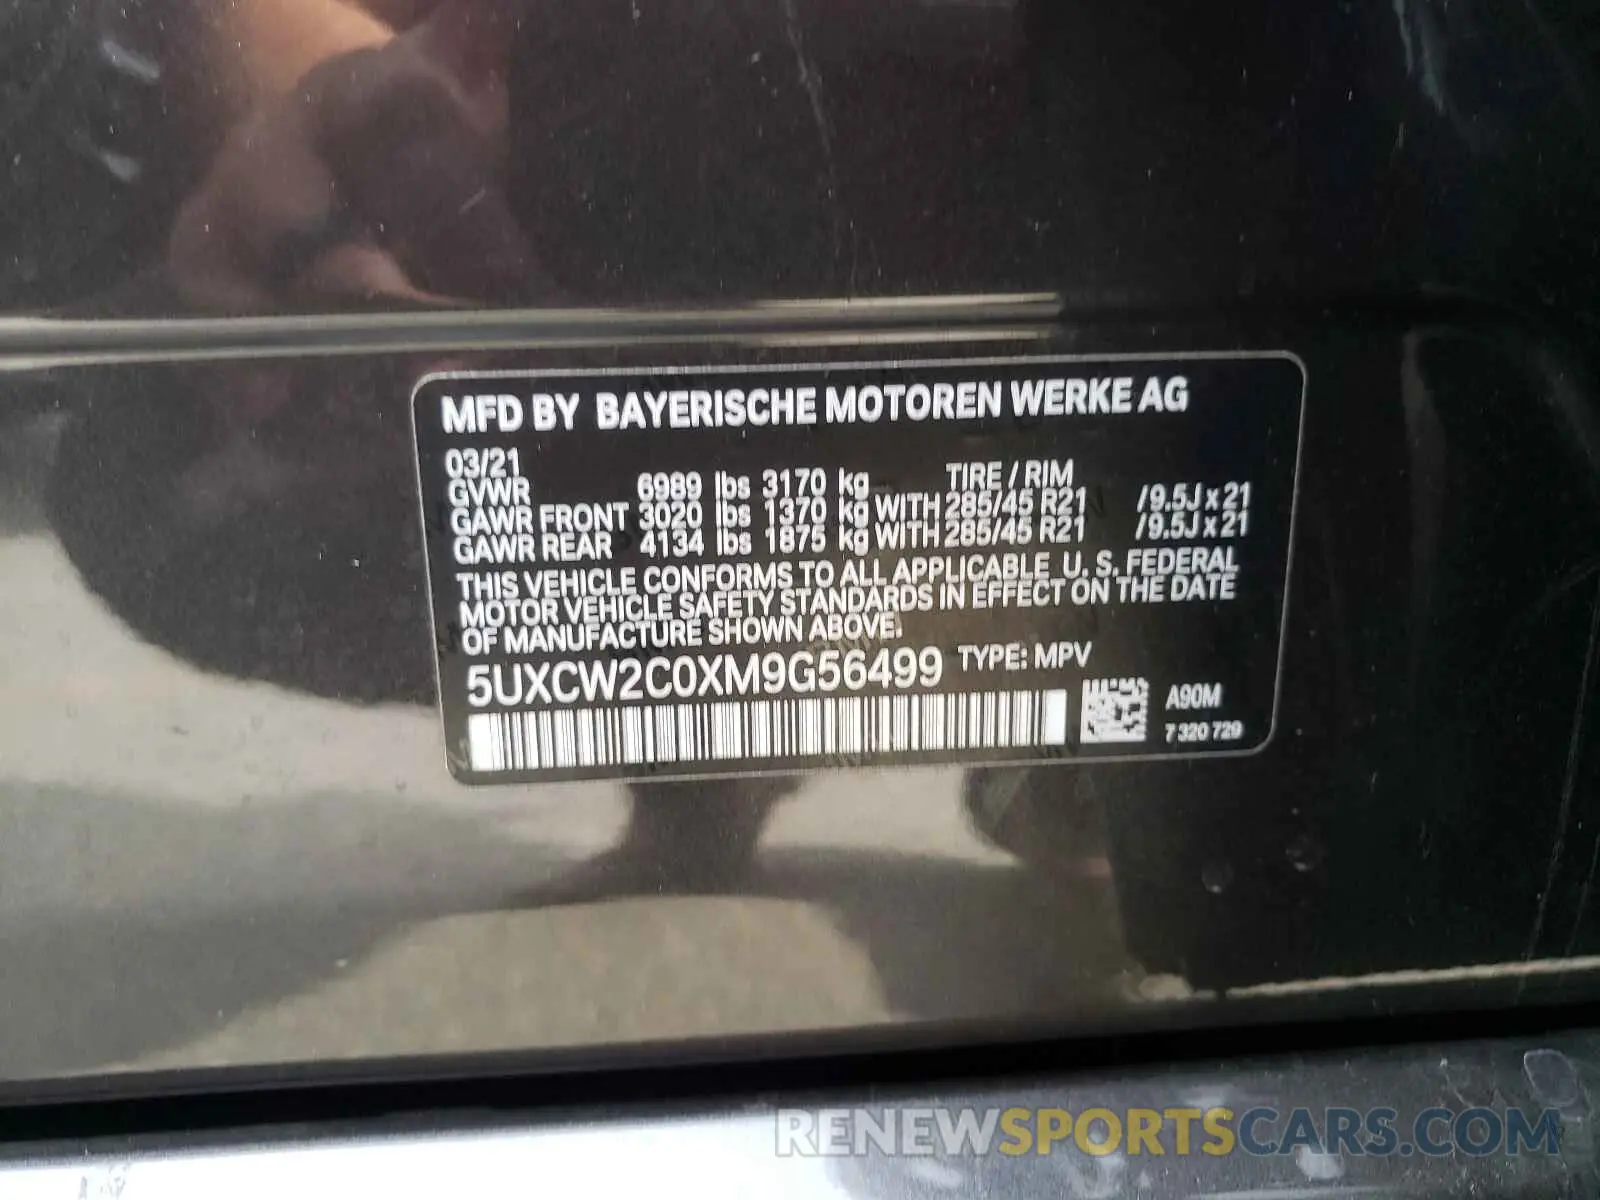 MFD BY BAYERISCHE MOTOREN WERKE AG
03/21
GVWR 6989 lbs 3170 kg TIRE / RIM
GAWR FRONT 3020 lbs 1370 kg WITH 285/45 R21 /9.5J x 21
GAWR REAR 4134 lbs 1875 kg WITH 285/45 R21 /9.5J x 21
THIS VEHICLE CONFORMS TO ALL APPLICABLE U. S. FEDERAL
MOTOR VEHICLE SAFETY STANDARDS IN EFFECT ON THE DATE
OF MANUFACTURE SHOWN ABOVE.
5UXCW2C0XM9G56499 TYPE: MPV
A90M
7 320 729
RENEWSPORTSCARS.COM